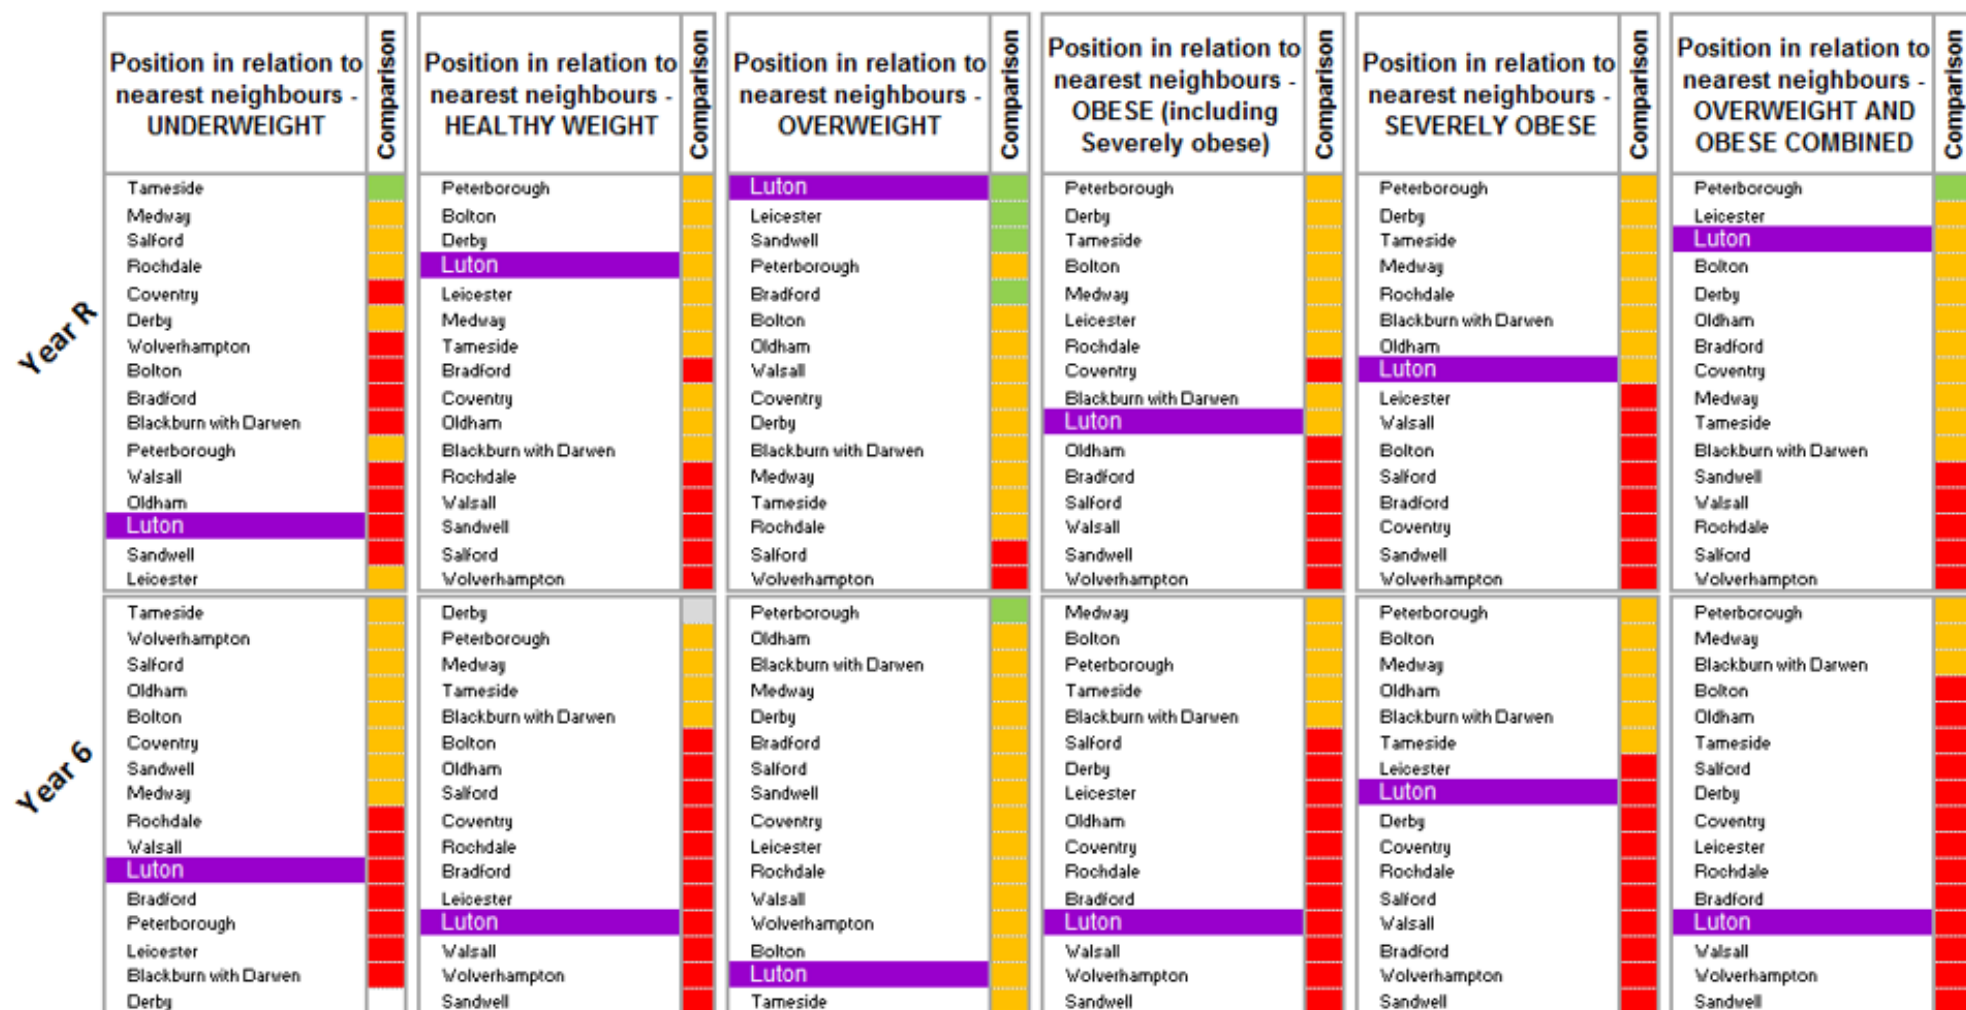 Position in relation to
nearest neighbours -
UNDERWEIGHT
Comparison
Position in relation to
nearest neighbours -
HEALTHY WEIGHT
Comparison
Position in relation to
nearest neighbours -
OVERWEIGHT
Comparison
Position in relation to
nearest neighbours -
OBESE (including
Severely obese)
Comparison
Position in relation to
nearest neighbours -
SEVERELY OBESE
Comparison
Position in relation to
nearest neighbours -
OVERWEIGHT AND
OBESE COMBINED
Comparison
Year R
Tameside
Medway
Salford
Rochdale
Coventry
Derby
Wolverhampton
Bolton
Bradford
Blackburn with Darwen
Peterborough
Walsall
Oldham
Luton
Sandwell
Leicester
Peterborough
Bolton
Derby
Luton
Leicester
Medway
Tameside
Bradford
Coventry
Oldham
Blackburn with Darwen
Rochdale
Walsall
Sandwell
Salford
Wolverhampton
Luton
Leicester
Sandwell
Peterborough
Bradford
Bolton
Oldham
Walsall
Coventry
Derby
Blackburn with Darwen
Medway
Tameside
Rochdale
Salford
Wolverhampton
Peterborough
Derby
Tameside
Bolton
Medway
Leicester
Rochdale
Coventry
Blackburn with Darwen
Luton
Oldham
Bradford
Salford
Walsall
Sandwell
Wolverhampton
Peterborough
Derby
Tameside
Medway
Rochdale
Blackburn with Darwen
Oldham
Luton
Leicester
Walsall
Bolton
Salford
Bradford
Coventry
Sandwell
Wolverhampton
Peterborough
Leicester
Luton
Bolton
Derby
Oldham
Bradford
Coventry
Medway
Tameside
Blackburn with Darwen
Sandwell
Walsall
Rochdale
Salford
Wolverhampton
Year 6
Tameside
Wolverhampton
Salford
Oldham
Bolton
Coventry
Sandwell
Medway
Rochdale
Walsall
Luton
Bradford
Peterborough
Leicester
Blackburn with Darwen
Derby
Derby
Peterborough
Medway
Tameside
Blackburn with Darwen
Bolton
Oldham
Salford
Coventry
Rochdale
Bradford
Leicester
Luton
Walsall
Wolverhampton
Sandwell
Peterborough
Oldham
Blackburn with Darwen
Medway
Derby
Bradford
Salford
Sandwell
Coventry
Leicester
Rochdale
Walsall
Wolverhampton
Bolton
Luton
Tameside
Medway
Bolton
Peterborough
Tameside
Blackburn with Darwen
Salford
Derby
Leicester
Oldham
Coventry
Rochdale
Bradford
Luton
Walsall
Wolverhampton
Sandwell
Peterborough
Bolton
Medway
Oldham
Blackburn with Darwen
Tameside
Leicester
Luton
Derby
Coventry
Rochdale
Salford
Walsall
Bradford
Wolverhampton
Sandwell
Peterborough
Medway
Blackburn with Darwen
Bolton
Oldham
Tameside
Salford
Derby
Coventry
Leicester
Rochdale
Bradford
Luton
Walsall
Wolverhampton
Sandwell